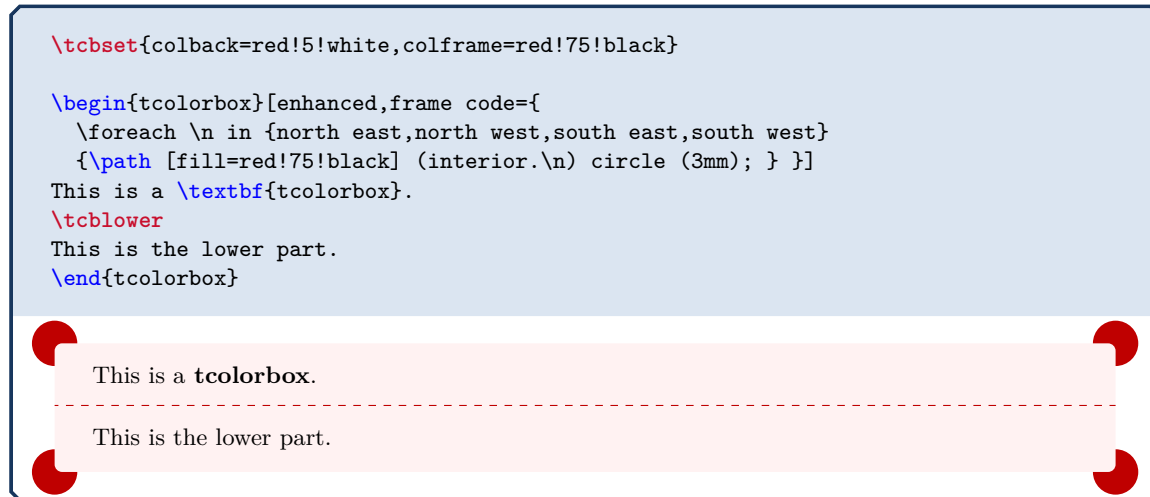 \tcbset{colback=red!5!white,colframe=red!75!black}

\begin{tcolorbox}[enhanced,frame code={
  \foreach \n in {north east,north west,south east,south west}
  {\path [fill=red!75!black] (interior.\n) circle (3mm); } }]
This is a \textbf{tcolorbox}.
\tcblower
This is the lower part.
\end{tcolorbox}
This is a tcolorbox.
This is the lower part.